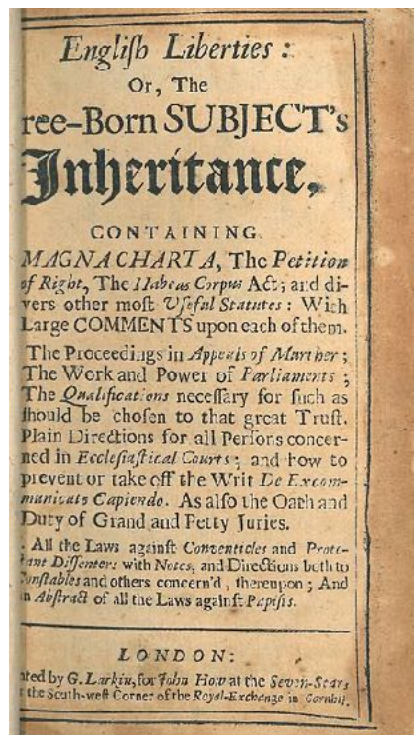 Engliſh Liberties :
Or, The
ree-Born SUBJECT's
Inheritance,
CONTAINING
MAGNA CHARTA, The Petition
of Right, The Habeas Corpus Act; and di-
vers other moſt Uſeful Statutes: With
Large COMMENTS upon each of them.
The Proceedings in Appeals of Murther;
The Work and Power of Parliaments;
The Qualifications neceſſary for ſuch as
ſhould be choſen to that great Truſt.
Plain Directions for all Perſons concer-
ned in Eccleſiaſtical Courts; and how to
prevent or take off the Writ De Excom-
municato Capiendo. As alſo the Oath and
Duty of Grand and Petty Juries.
. All the Laws againſt Conventicles and Prote-
ſtant Diſſenters with Notes, and Directions both to
Conſtables and others concern'd, thereupon; And
an Abſtract of all the Laws againſt Papiſts.
LONDON:
nted by G. Larkin, for John How at the Seven-Stars
t the South-weſt Corner of the Royal-Exchange in Cornhil.